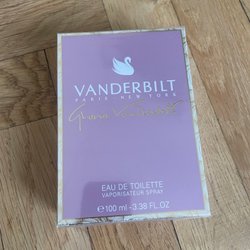 VANDERBILT
PARIS - NEW YORK
Gloria Vanderbilt
EAU DE TOILETTE
VAPORISATEUR SPRAY
e 100 ml - 3.38 FL. OZ